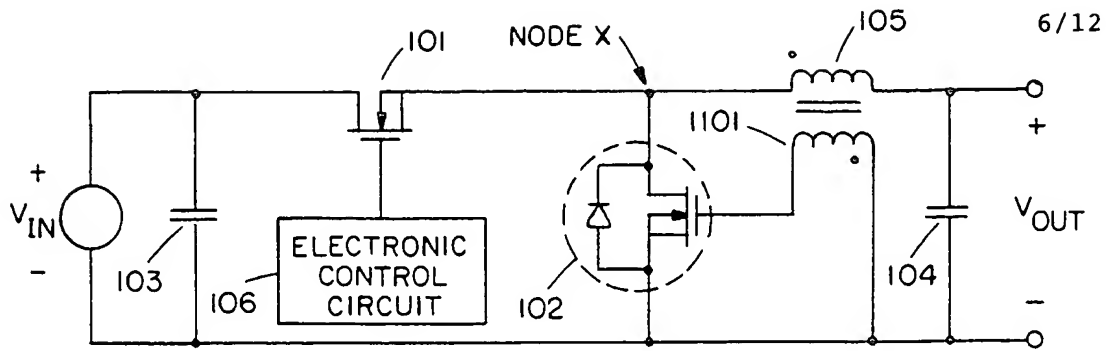 6/12
101
NODE X
105
1101
+
V_IN
-
103
106
ELECTRONIC
CONTROL
CIRCUIT
102
104
+
V_OUT
-